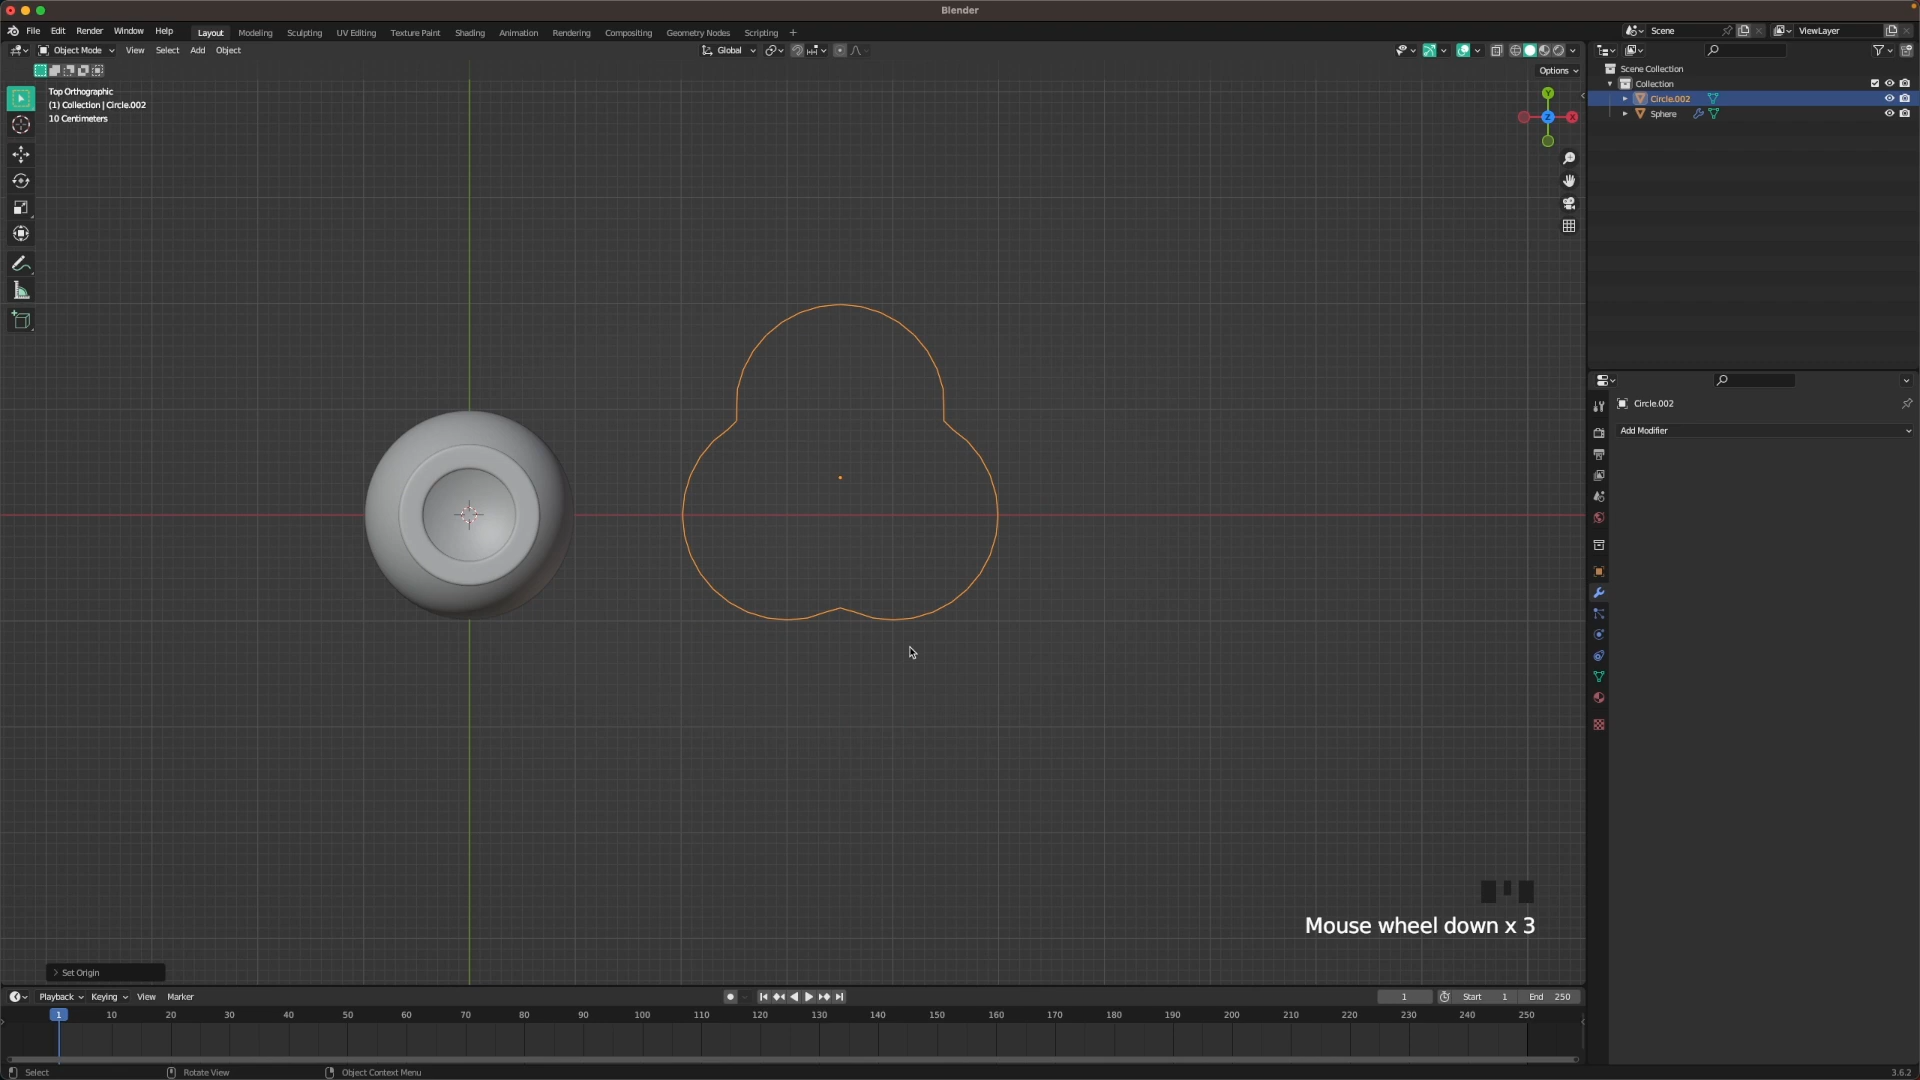 Blender
File Edit Render Window Help
Layout Modeling Sculpting UV Editing Texture Paint Shading Animation Rendering Compositing Geometry Nodes Scripting +
Scene
ViewLayer
Object Mode View Select Add Object
Global
Options
Top Orthographic
(1) Collection | Circle.002
10 Centimeters
Y
X
Z
Scene Collection
Collection
Circle.002
Sphere
Circle.002
Add Modifier
Mouse wheel down x 3
Set Origin
Playback Keying View Marker
1
Start 1
End 250
1 10 20 30 40 50 60 70 80 90 100 110 120 130 140 150 160 170 180 190 200 210 220 230 240 250
Select
Rotate View
Object Context Menu
3.6.2